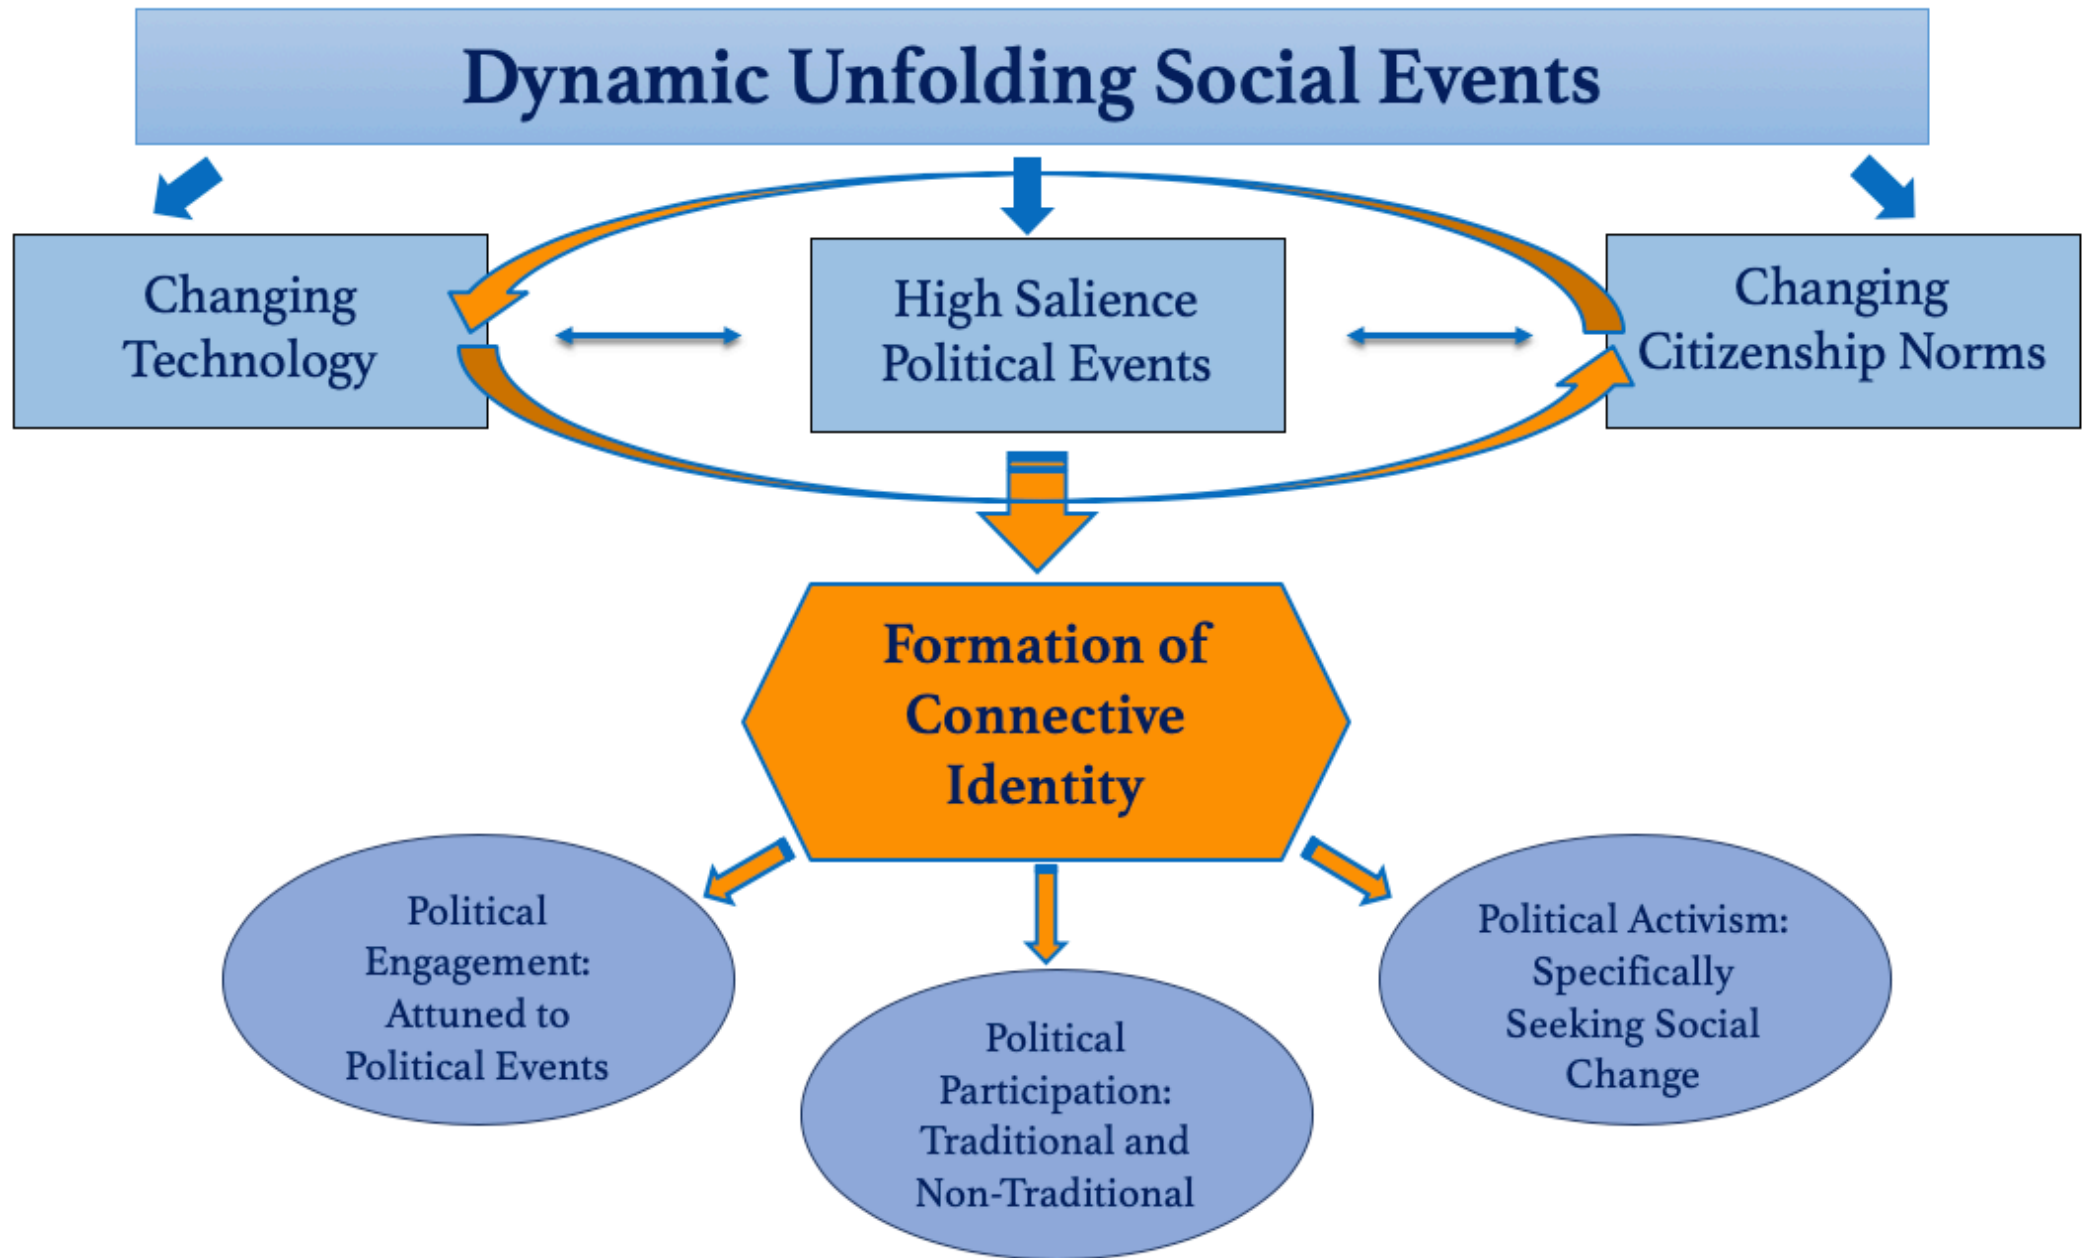 Dynamic Unfolding Social Events
Changing
Technology
High Salience
Political Events
Changing
Citizenship Norms
Formation of
Connective
Identity
Political
Engagement:
Attuned to
Political Events
Political
Participation:
Traditional and
Non-Traditional
Political Activism:
Specifically
Seeking Social
Change